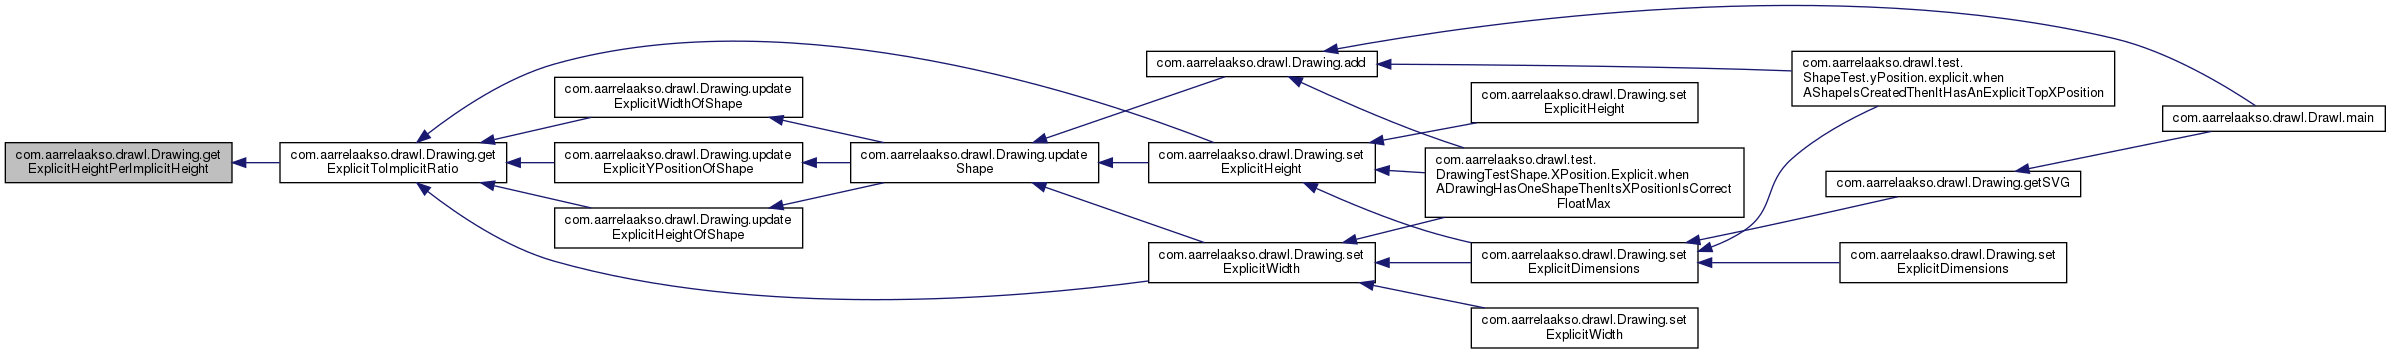 com.aarrelaakso.drawl.Drawing.get
ExplicitHeightPerImplicitHeight
com.aarrelaakso.drawl.Drawing.get
ExplicitToImplicitRatio
com.aarrelaakso.drawl.Drawing.update
ExplicitWidthOfShape
com.aarrelaakso.drawl.Drawing.update
ExplicitYPositionOfShape
com.aarrelaakso.drawl.Drawing.update
ExplicitHeightOfShape
com.aarrelaakso.drawl.Drawing.update
Shape
com.aarrelaakso.drawl.Drawing.add
com.aarrelaakso.drawl.Drawing.set
ExplicitHeight
com.aarrelaakso.drawl.Drawing.set
ExplicitWidth
com.aarrelaakso.drawl.Drawing.set
ExplicitHeight
com.aarrelaakso.drawl.test.
DrawingTestShape.XPosition.Explicit.when
ADrawingHasOneShapeThenItsXPositionIsCorrect
FloatMax
com.aarrelaakso.drawl.Drawing.set
ExplicitDimensions
com.aarrelaakso.drawl.Drawing.set
ExplicitWidth
com.aarrelaakso.drawl.test.
ShapeTest.yPosition.explicit.when
AShapeIsCreatedThenItHasAnExplicitTopXPosition
com.aarrelaakso.drawl.Drawing.getSVG
com.aarrelaakso.drawl.Drawing.set
ExplicitDimensions
com.aarrelaakso.drawl.Drawl.main